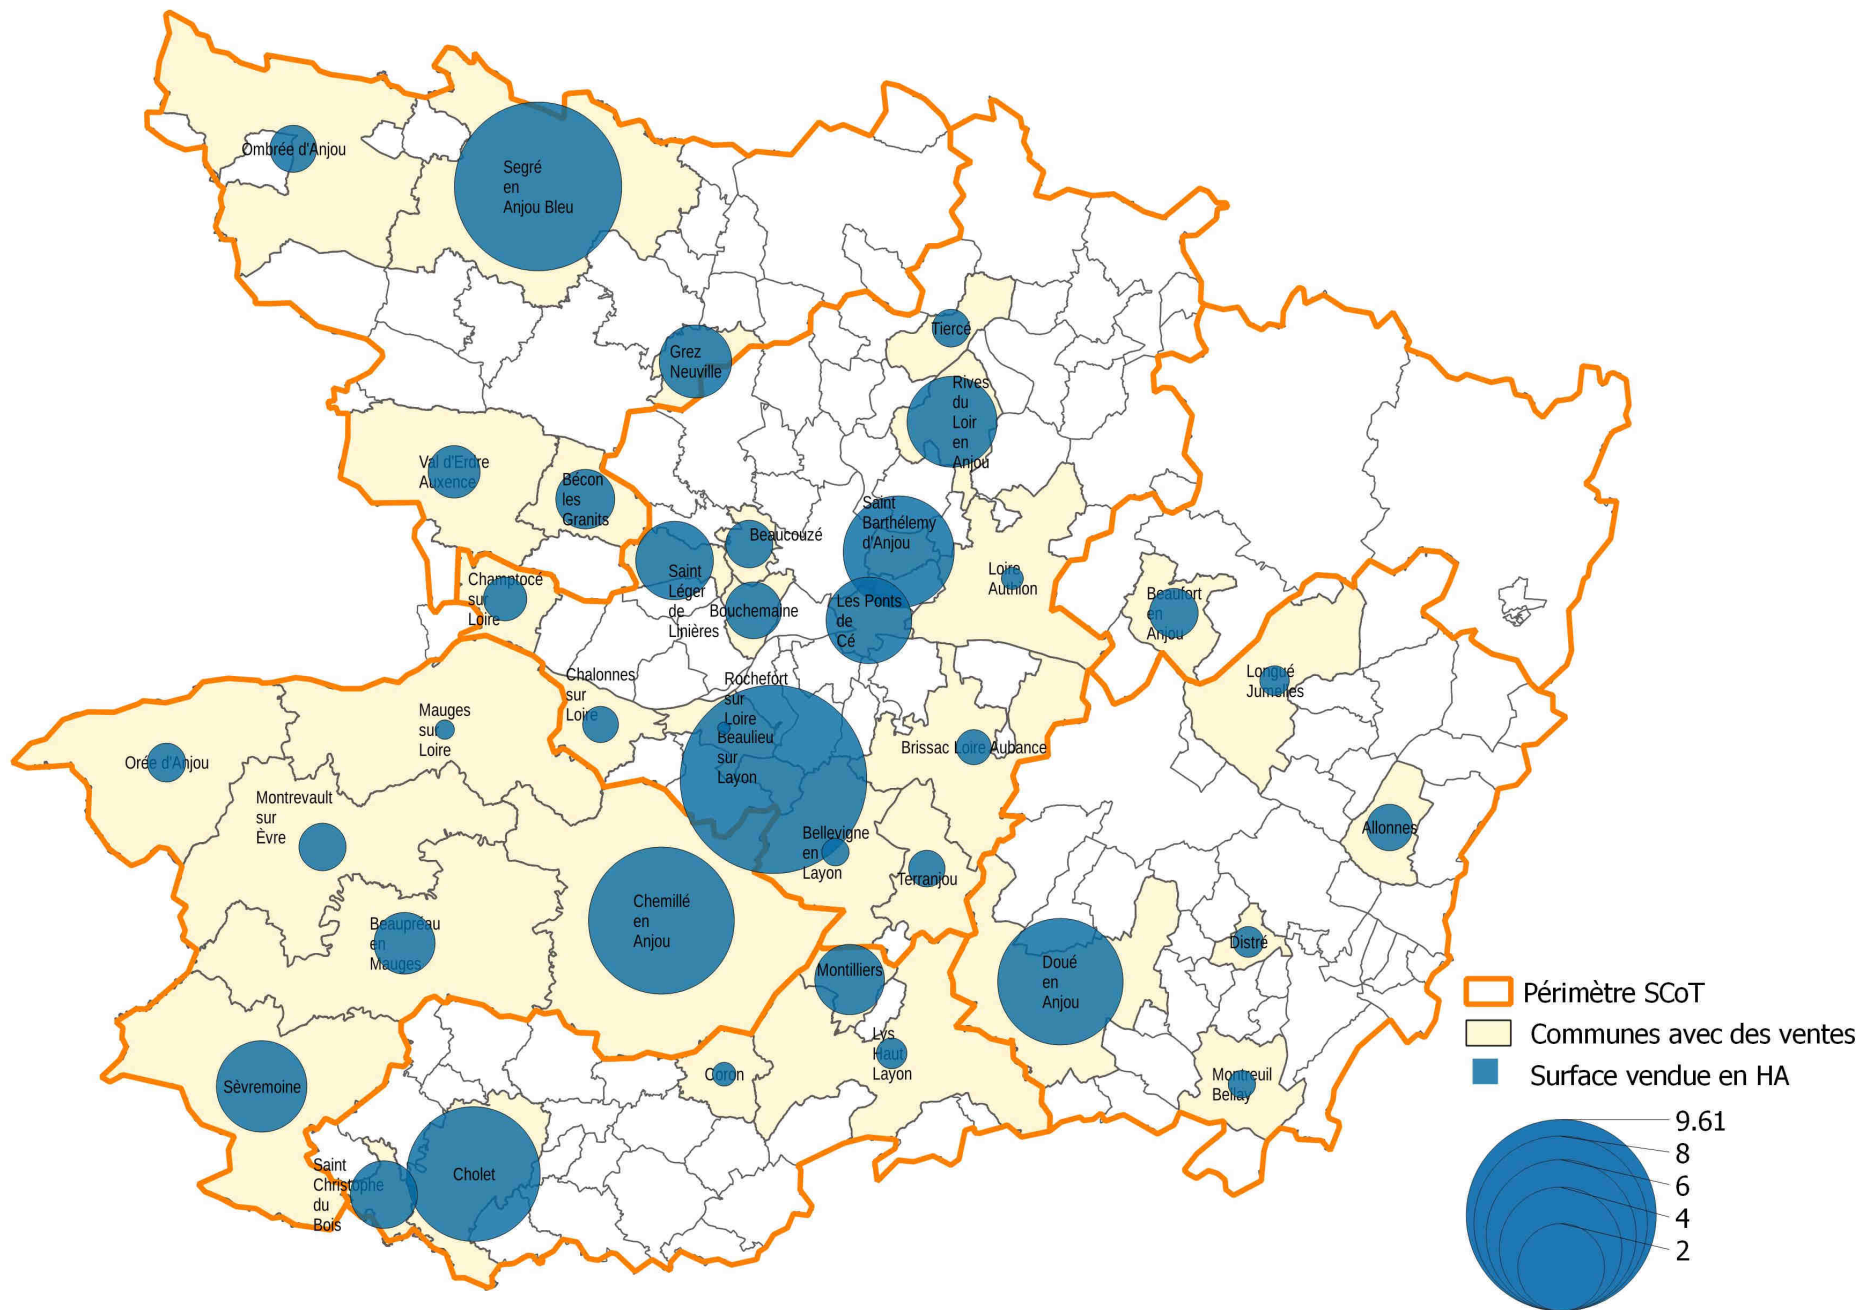 Ombrée d'Anjou
Segré
en
Anjou Bleu
Tiercé
Grez
Neuville
Rives
du
Loir
en
Anjou
Val d'Erdre
Auxence
Bécon
les
Granits
Saint
Barthélemy
d'Anjou
Beaucouzé
Saint
Léger
de
Linières
Loire
Authion
Champtocé
sur
Loire
Bouchemaine
Les Ponts
de
Cé
Beaufort
en
Anjou
Longué
Jumelles
Chalonnes
sur
Loire
Rochefort
sur
Loire
Beaulieu
sur
Layon
Mauges
sur
Loire
Brissac Loire Aubance
Orée d'Anjou
Montrevault
sur
Èvre
Bellevigne
en
Layon
Allonnes
Terranjou
Chemillé
en
Anjou
Beaupréau
en
Mauges
Distré
Montilliers
Doué
en
Anjou
Lys
Haut
Layon
Coron
Montreuil
Bellay
Sèvremoine
Saint
Christophe
du
Bois
Cholet
Périmètre SCoT
Communes avec des ventes
Surface vendue en HA
9.61
8
6
4
2